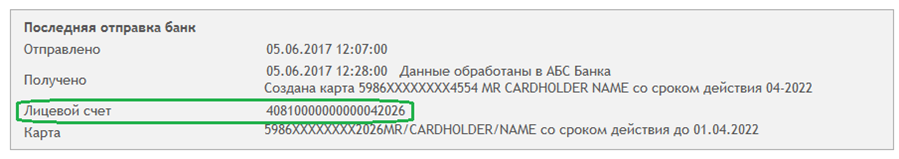 Последняя отправка банк
Отправлено 05.06.2017 12:07:00
Получено 05.06.2017 12:28:00 Данные обработаны в АБС Банка
Создана карта 5986XXXXXXXX4554 MR CARDHOLDER NAME со сроком действия 04-2022
Лицевой счет 40810000000000042026
Карта 5986XXXXXXXX2026MR/CARDHOLDER/NAME со сроком действия до 01.04.2022